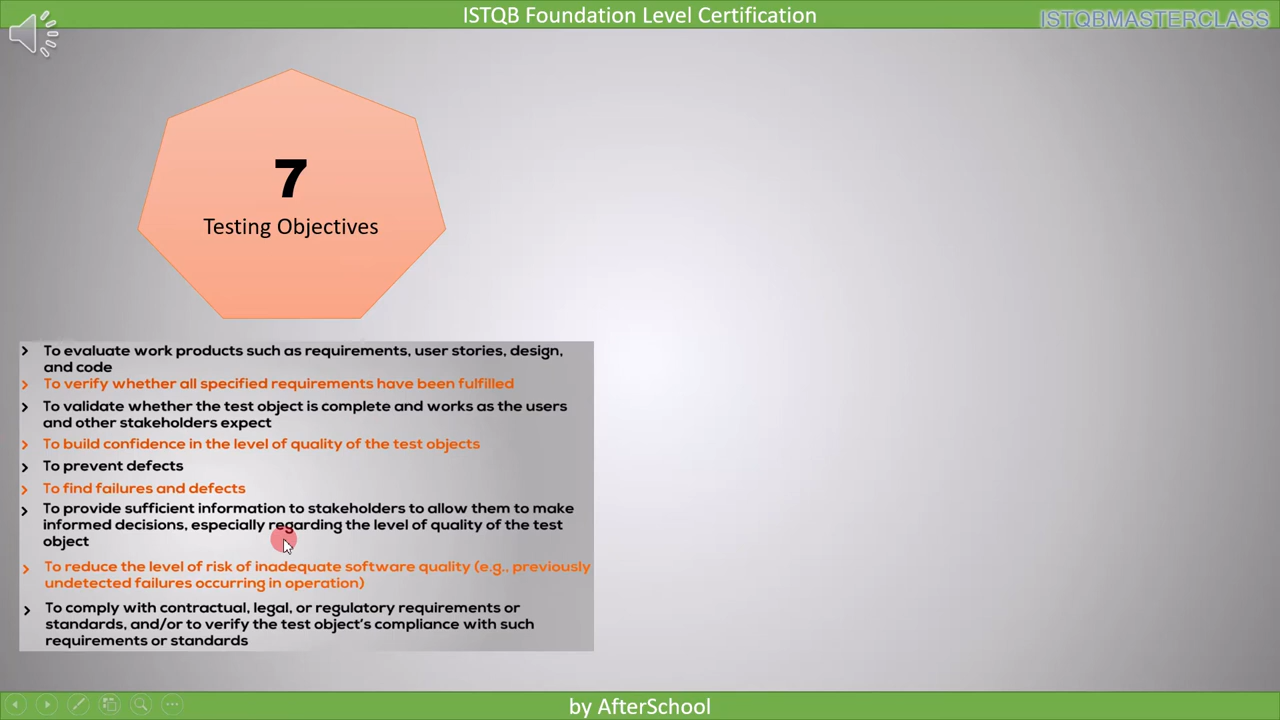 ISTQB Foundation Level Certification
ISTQBMASTERCLASS
7
Testing Objectives
To evaluate work products such as requirements, user stories, design,
and code
To verify whether all specified requirements have been fulfilled
To validate whether the test object is complete and works as the users
and other stakeholders expect
To build confidence in the level of quality of the test objects
To prevent defects
To find failures and defects
To provide sufficient information to stakeholders to allow them to make
informed decisions, especially regarding the level of quality of the test
object
To reduce the level of risk of inadequate software quality (e.g., previously
undetected failures occurring in operation)
To comply with contractual, legal, or regulatory requirements or
standards, and/or to verify the test object's compliance with such
requirements or standards
by AfterSchool